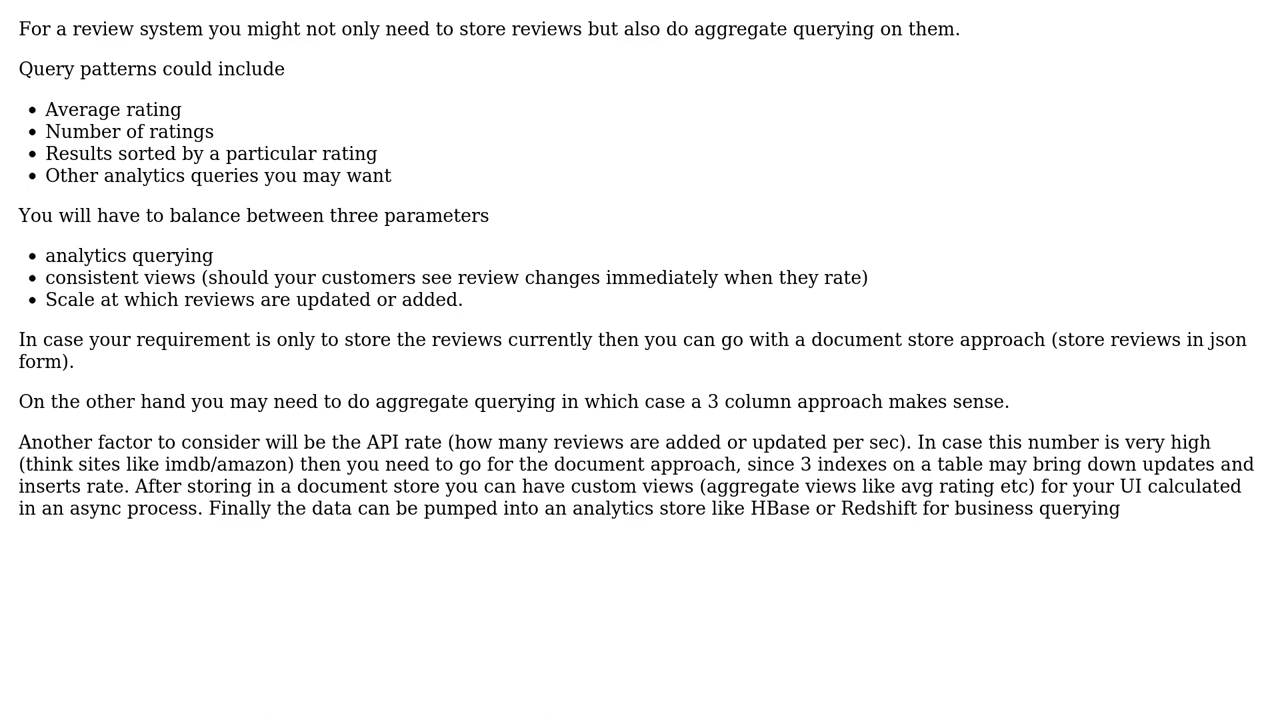 For a review system you might not only need to store reviews but also do aggregate querying on them.
Query patterns could include
• Average rating
• Number of ratings
• Results sorted by a particular rating
• Other analytics queries you may want
You will have to balance between three parameters
• analytics querying
• consistent views (should your customers see review changes immediately when they rate)
• Scale at which reviews are updated or added.
In case your requirement is only to store the reviews currently then you can go with a document store approach (store reviews in json
form).
On the other hand you may need to do aggregate querying in which case a 3 column approach makes sense.
Another factor to consider will be the API rate (how many reviews are added or updated per sec). In case this number is very high
(think sites like imdb/amazon) then you need to go for the document approach, since 3 indexes on a table may bring down updates and
inserts rate. After storing in a document store you can have custom views (aggregate views like avg rating etc) for your UI calculated
in an async process. Finally the data can be pumped into an analytics store like HBase or Redshift for business querying